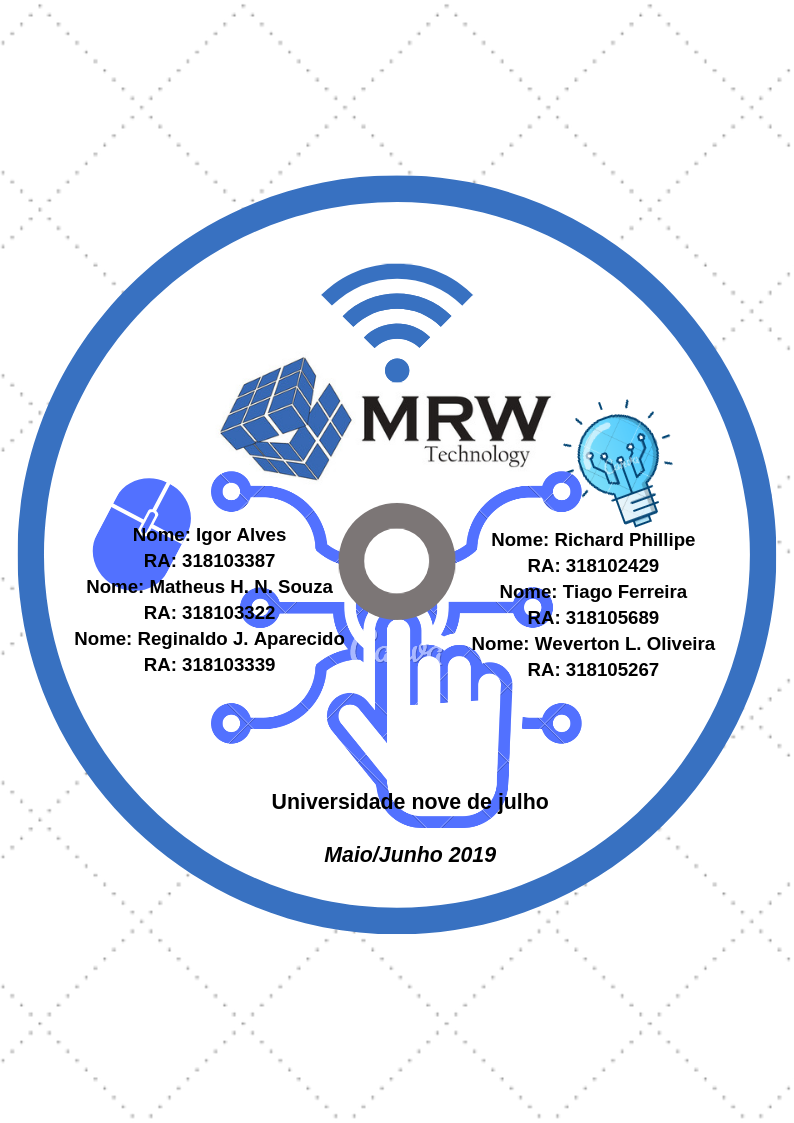 MRW
Technology
Nome: Igor Alves
RA: 318103387
Nome: Matheus H. N. Souza
RA: 318103322
Nome: Reginaldo J. Aparecido
RA: 318103339
Nome: Richard Phillipe
RA: 318102429
Nome: Tiago Ferreira
RA: 318105689
Nome: Weverton L. Oliveira
RA: 318105267
Canva
Universidade nove de julho
Maio/Junho 2019